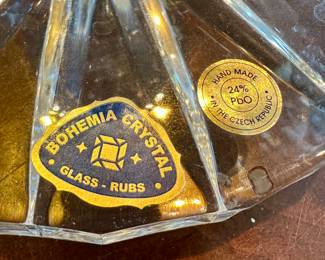 BOHEMIA CRYSTAL
GLASS - RUBS
HAND MADE
24%
PbO
IN THE CZECH REPUBLIC